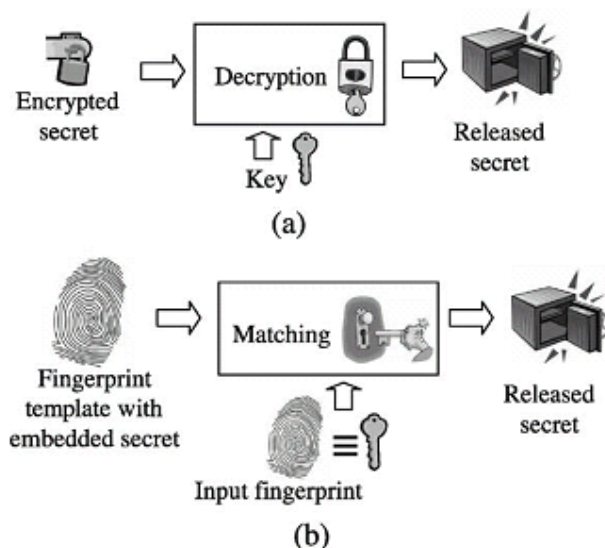 Encrypted
secret
Decryption
Key
Released
secret
(a)
Fingerprint
template with
embedded secret
Matching
Input fingerprint
Released
secret
(b)